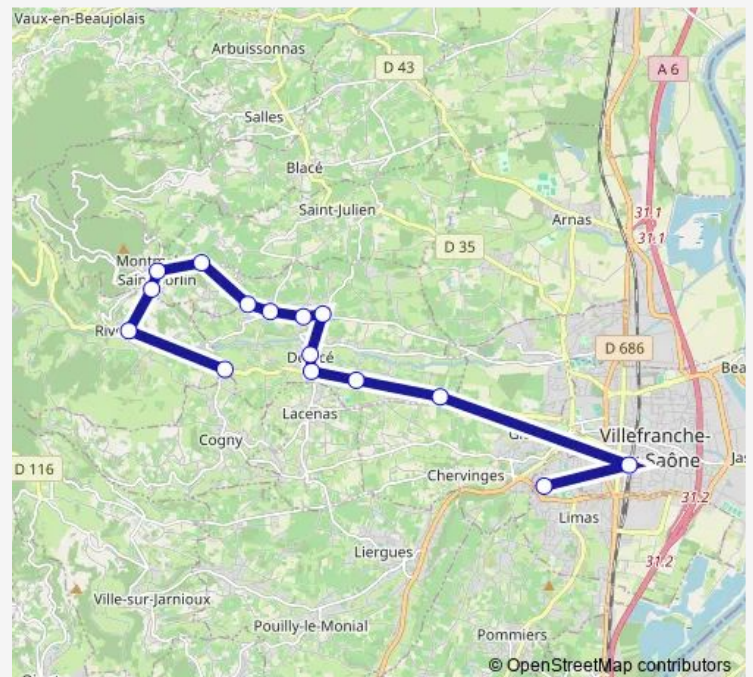 Vaux-en-Beaujolais
Arbuissonnas
D 43
A 6
Salles
Blacé
Saint-Julien
Arnas
31.1
31.1
D 35
D 686
Lacenas
Cogny
Villefranche-
Saône
D 116
Chervinges
31.2
Limas
Liergues
31.2
Ville-sur-Jarnioux
Pouilly-le-Monial
Pommiers
© OpenStreetMap contributors